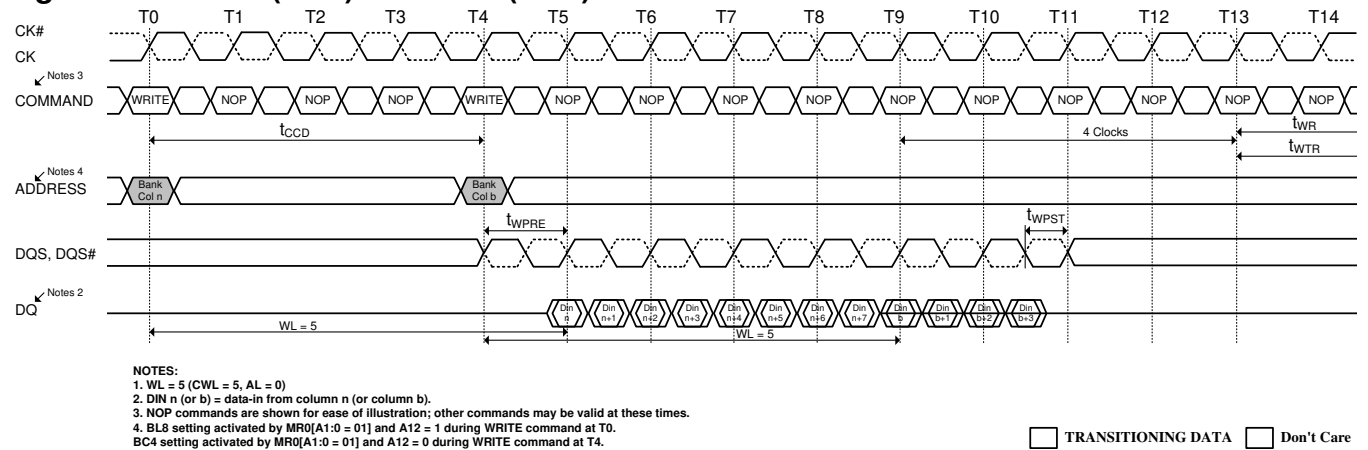 T0 T1 T2 T3 T4 T5 T6 T7 T8 T9 T10 T11 T12 T13 T14
CK#
CK
Notes 3
COMMAND WRITE NOP NOP NOP WRITE NOP NOP NOP NOP NOP NOP NOP NOP NOP NOP
tCCD 4 Clocks tWR
tWTR
Notes 4
ADDRESS Bank Col n Bank Col b
tWPRE tWPST
DQS, DQS#
Notes 2
DQ Din n Din n+1 Din n+2 Din n+3 Din n+4 Din n+5 Din n+6 Din n+7 Din b Din b+1 Din b+2 Din b+3
WL = 5 WL = 5
NOTES:
1. WL = 5 (CWL = 5, AL = 0)
2. DIN n (or b) = data-in from column n (or column b).
3. NOP commands are shown for ease of illustration; other commands may be valid at these times.
4. BL8 setting activated by MR0[A1:0 = 01] and A12 = 1 during WRITE command at T0.
BC4 setting activated by MR0[A1:0 = 01] and A12 = 0 during WRITE command at T4.
TRANSITIONING DATA Don't Care